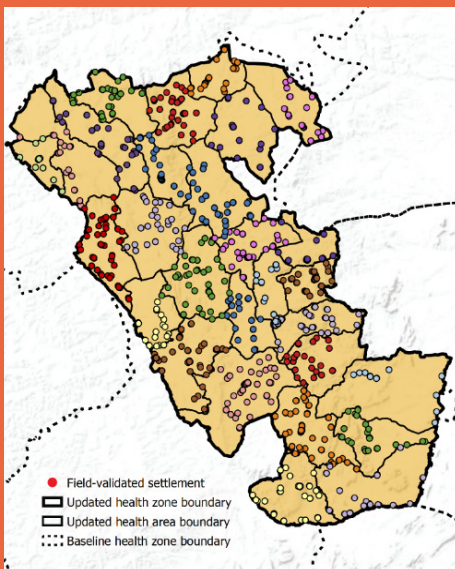 Field-validated settlement
Updated health zone boundary
Updated health area boundary
Baseline health zone boundary